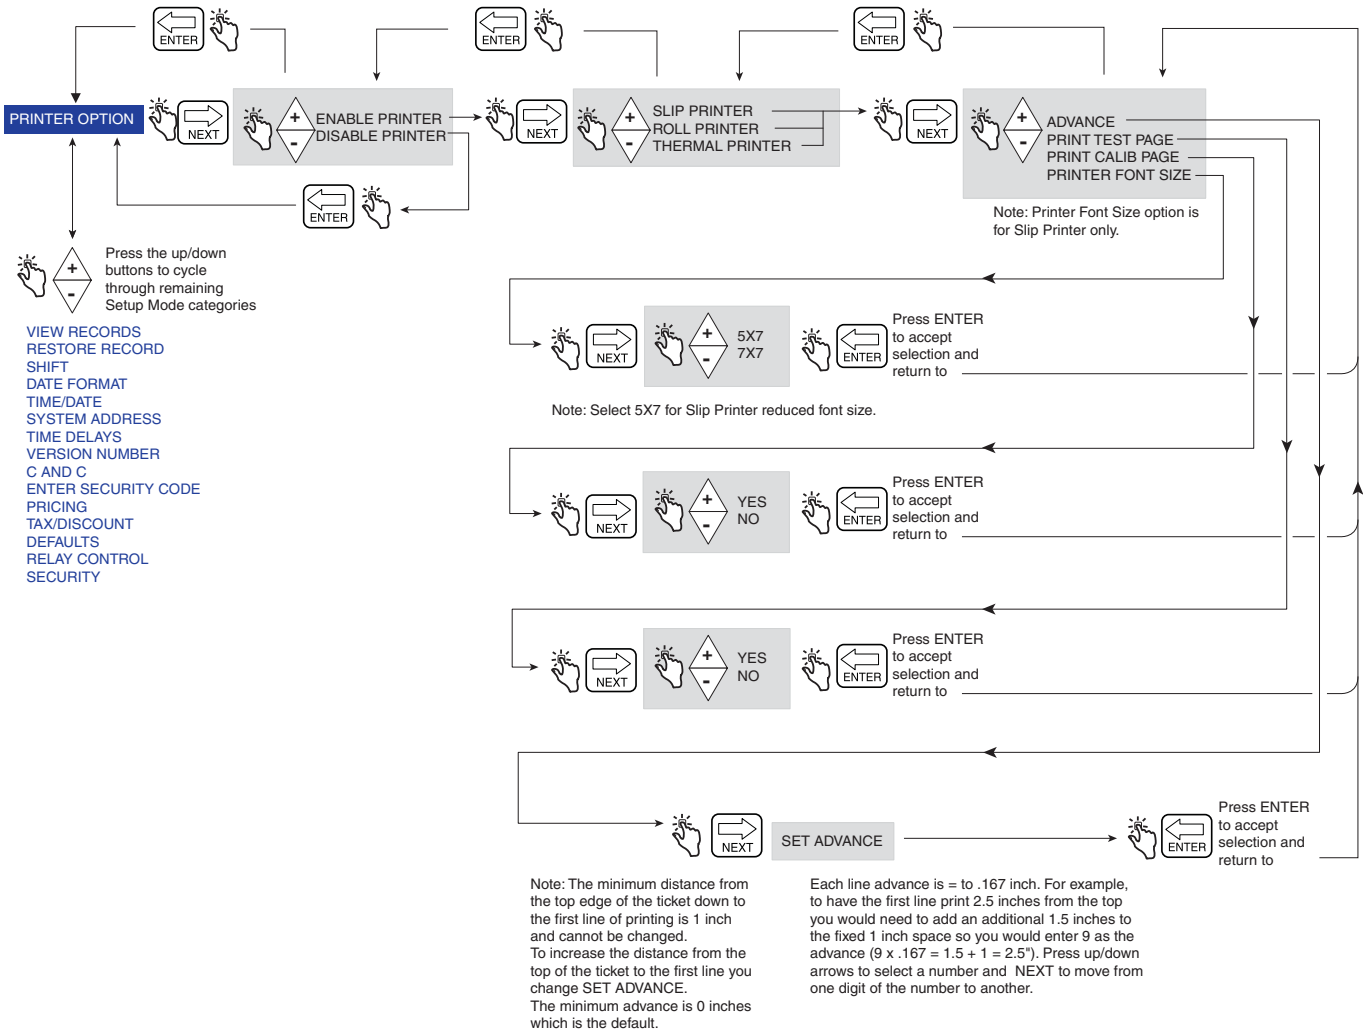 ENTER
ENTER
ENTER
PRINTER OPTION
NEXT
+
-
ENABLE PRINTER
DISABLE PRINTER
NEXT
+
-
SLIP PRINTER
ROLL PRINTER
THERMAL PRINTER
NEXT
+
-
ADVANCE
PRINT TEST PAGE
PRINT CALIB PAGE
PRINTER FONT SIZE
ENTER
Note: Printer Font Size option is
for Slip Printer only.
+
-
Press the up/down
buttons to cycle
through remaining
Setup Mode categories
VIEW RECORDS
RESTORE RECORD
SHIFT
DATE FORMAT
TIME/DATE
SYSTEM ADDRESS
TIME DELAYS
VERSION NUMBER
C AND C
ENTER SECURITY CODE
PRICING
TAX/DISCOUNT
DEFAULTS
RELAY CONTROL
SECURITY
NEXT
+
-
5X7
7X7
ENTER
Press ENTER
to accept
selection and
return to
Note: Select 5X7 for Slip Printer reduced font size.
NEXT
+
-
YES
NO
ENTER
Press ENTER
to accept
selection and
return to
NEXT
+
-
YES
NO
ENTER
Press ENTER
to accept
selection and
return to
NEXT
SET ADVANCE
ENTER
Press ENTER
to accept
selection and
return to
Note: The minimum distance from
the top edge of the ticket down to
the first line of printing is 1 inch
and cannot be changed.
To increase the distance from the
top of the ticket to the first line you
change SET ADVANCE.
The minimum advance is 0 inches
which is the default.
Each line advance is = to .167 inch. For example,
to have the first line print 2.5 inches from the top
you would need to add an additional 1.5 inches to
the fixed 1 inch space so you would enter 9 as the
advance (9 x .167 = 1.5 + 1 = 2.5"). Press up/down
arrows to select a number and NEXT to move from
one digit of the number to another.